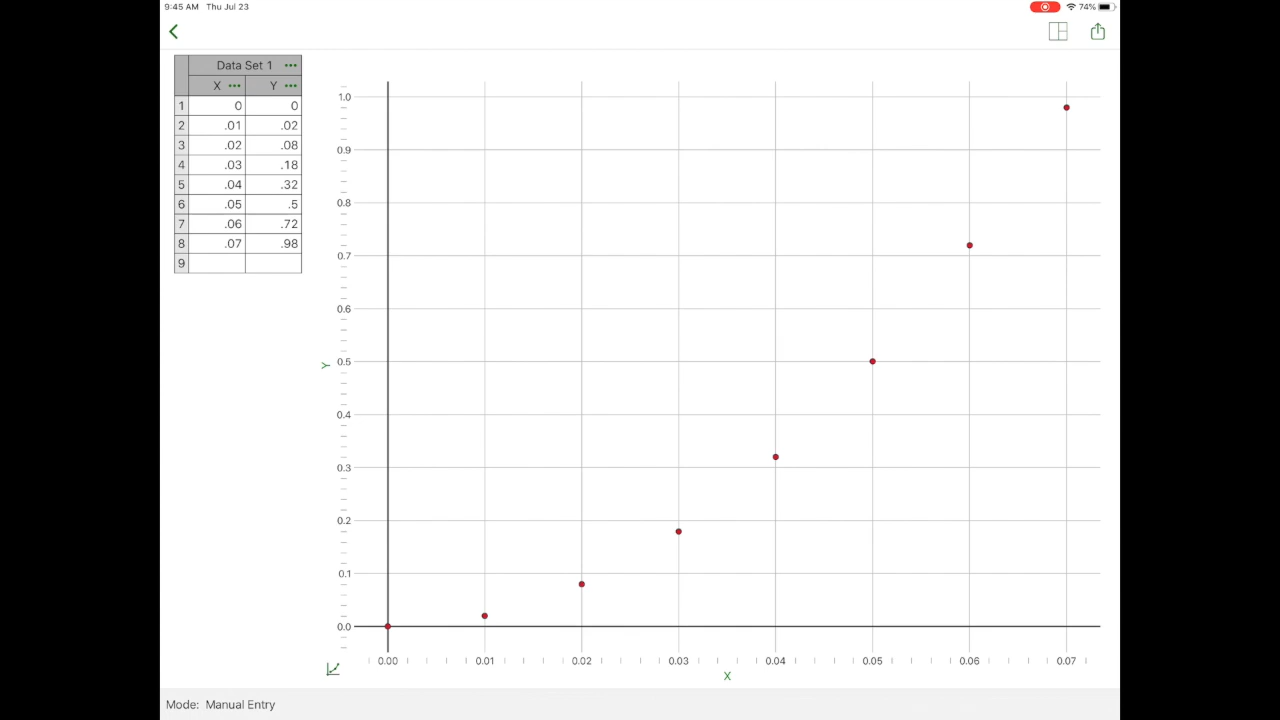 9:45 AM Thu Jul 23
74%
Data Set 1 •••
X ••• Y •••
1 0 0
2 .01 .02
3 .02 .08
4 .03 .18
5 .04 .32
6 .05 .5
7 .06 .72
8 .07 .98
9
1.0
0.9
0.8
0.7
0.6
0.5
0.4
0.3
0.2
0.1
0.0
Y
0.00 0.01 0.02 0.03 0.04 0.05 0.06 0.07
X
Mode: Manual Entry